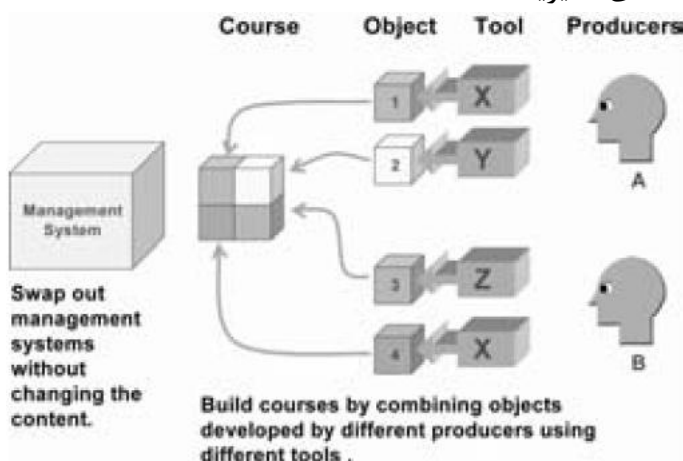 Course Object Tool Producers
1 X
2 Y
A
Management
System
3 Z
4 X
B
Swap out
management
systems
without
changing the
content.
Build courses by combining objects
developed by different producers using
different tools .